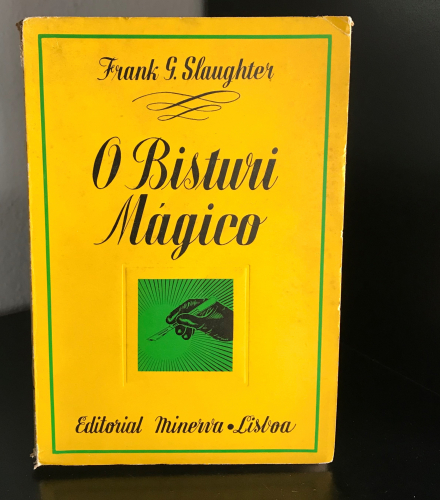 Frank G. Slaughter
O Bisturi
Mágico
Editorial Minerva • Lisboa